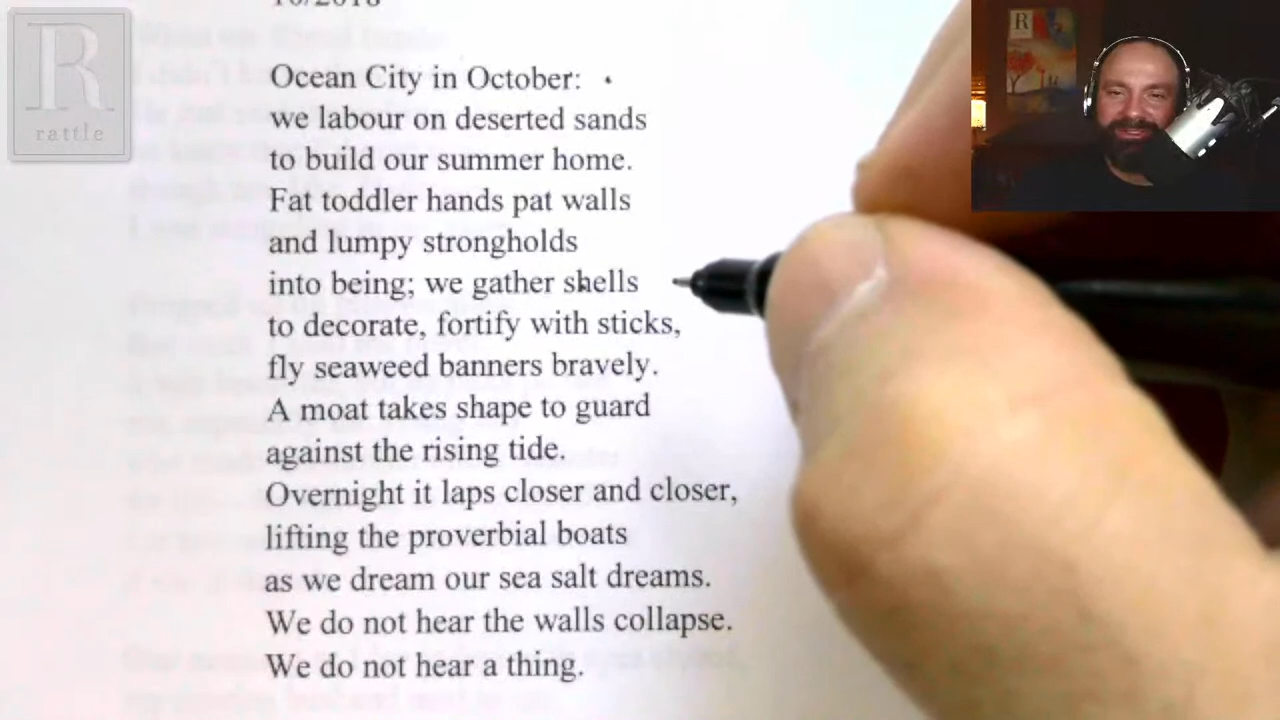 10/2018
R
rattle
R
Ocean City in October:
we labour on deserted sands
to build our summer home.
Fat toddler hands pat walls
and lumpy strongholds
into being; we gather shells
to decorate, fortify with sticks,
fly seaweed banners bravely.
A moat takes shape to guard
against the rising tide.
Overnight it laps closer and closer,
lifting the proverbial boats
as we dream our sea salt dreams.
We do not hear the walls collapse.
We do not hear a thing.